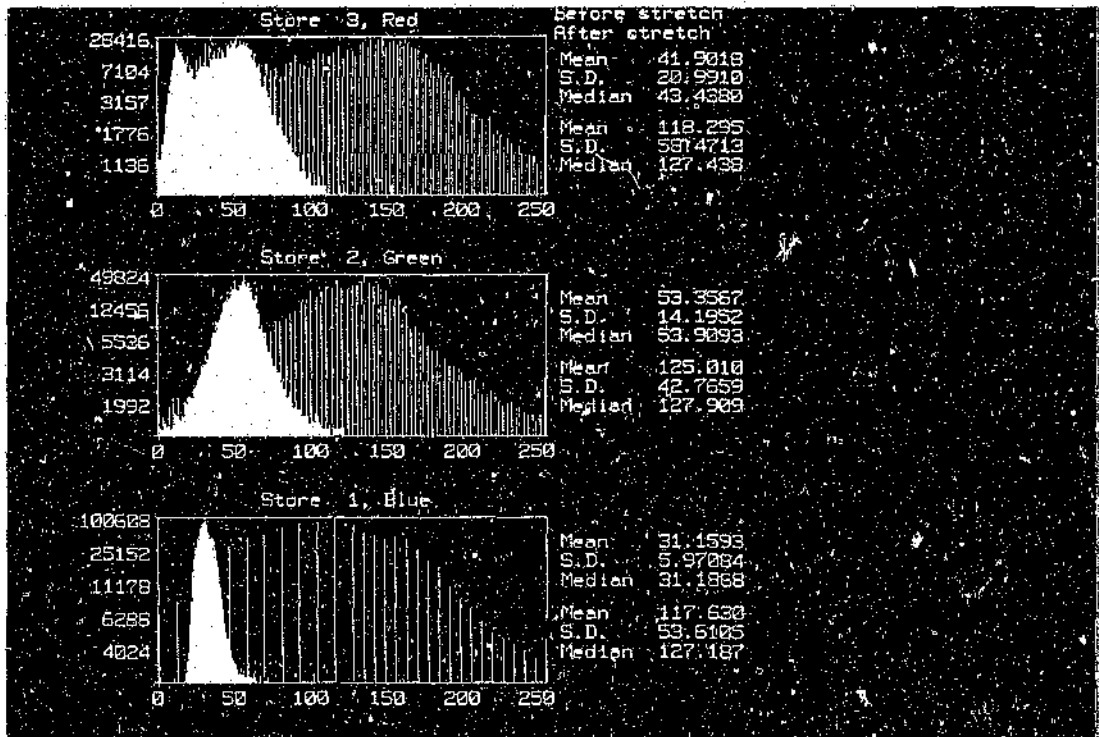 Store 3, Red
Before stretch
After stretch
28416
7104
3157
1776
1136
0 50 100 150 200 250
Mean 41.9018
S.D. 20.9910
Median 43.4380
Mean 118.295
S.D.
Median 127.438
Store 2, Green
49824
12456
5536
3114
1992
0 50 100 150 200 250
Mean 53.3567
S.D. 14.1952
Median 53.9093
Mean 125.010
S.D. 42.7659
Median 127.909
Store 1, Blue
100608
25152
11178
6288
4024
0 50 100 150 200 250
Mean 31.1593
S.D. 5.97084
Median 31.1868
Mean 117.630
S.D. 53.6105
Median 127.187